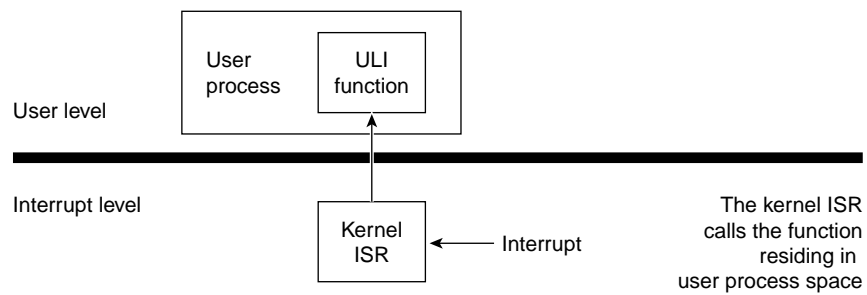 User
process
ULI
function
User level
Interrupt level
Kernel
ISR
Interrupt
The kernel ISR
calls the function
residing in
user process space